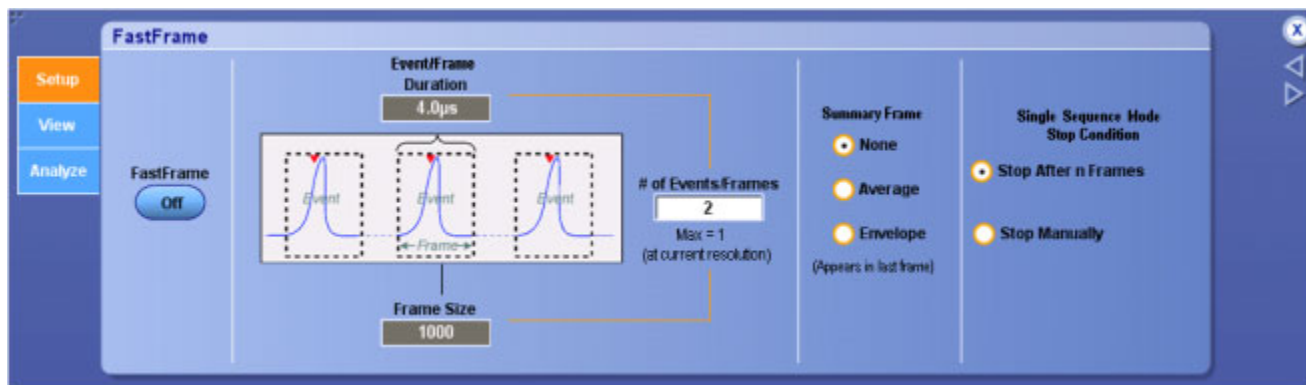 FastFrame
X
Setup
View
Analyze
FastFrame
Off
Event/Frame
Duration
4.0µs
Event
Event
Event
Frame
Frame Size
1000
# of Events/Frames
2
Max = 1
(at current resolution)
Summary Frame
None
Average
Envelope
(Appears in last frame)
Single Sequence Mode
Stop Condition
Stop After n Frames
Stop Manually